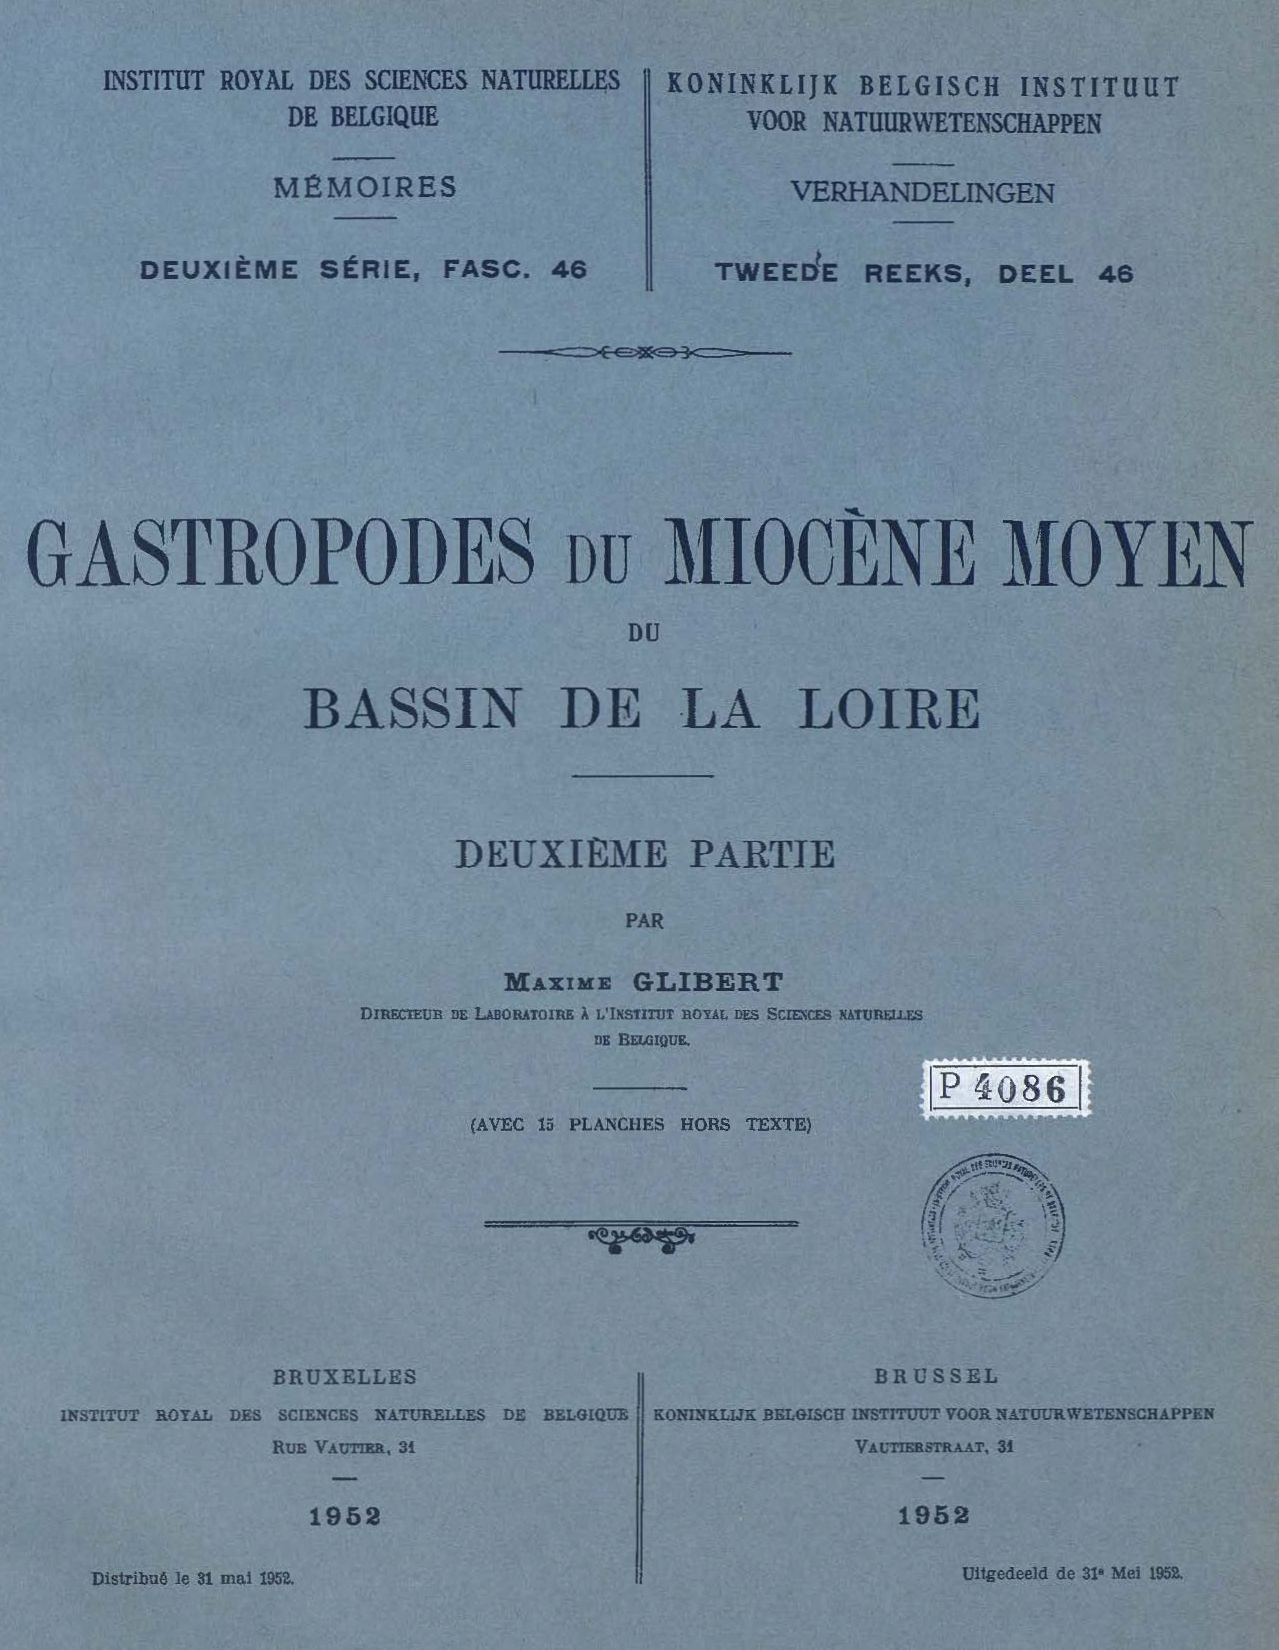 INSTITUT ROYAL DES SCIENCES NATURELLES
DE BELGIQUE
MÉMOIRES
DEUXIÈME SÉRIE, FASC. 46
KONINKLIJK BELGISCH INSTITUUT
VOOR NATUURWETENSCHAPPEN
VERHANDELINGEN
TWEEDE REEKS, DEEL 46
GASTROPODES DU MIOCÈNE MOYEN
DU
BASSIN DE LA LOIRE
DEUXIÈME PARTIE
PAR
MAXIME GLIBERT
DIRECTEUR DE LABORATOIRE À L'INSTITUT ROYAL DES SCIENCES NATURELLES
DE BELGIQUE.
P 4086
(AVEC 15 PLANCHES HORS TEXTE)
BRUXELLES
INSTITUT ROYAL DES SCIENCES NATURELLES DE BELGIQUE
RUE VAUTIER, 31
1952
Distribué le 31 mai 1952.
BRUSSEL
KONINKLIJK BELGISCH INSTITUUT VOOR NATUURWETENSCHAPPEN
VAUTIERSTRAAT, 31
1952
Uitgedeeld de 31e Mei 1952.